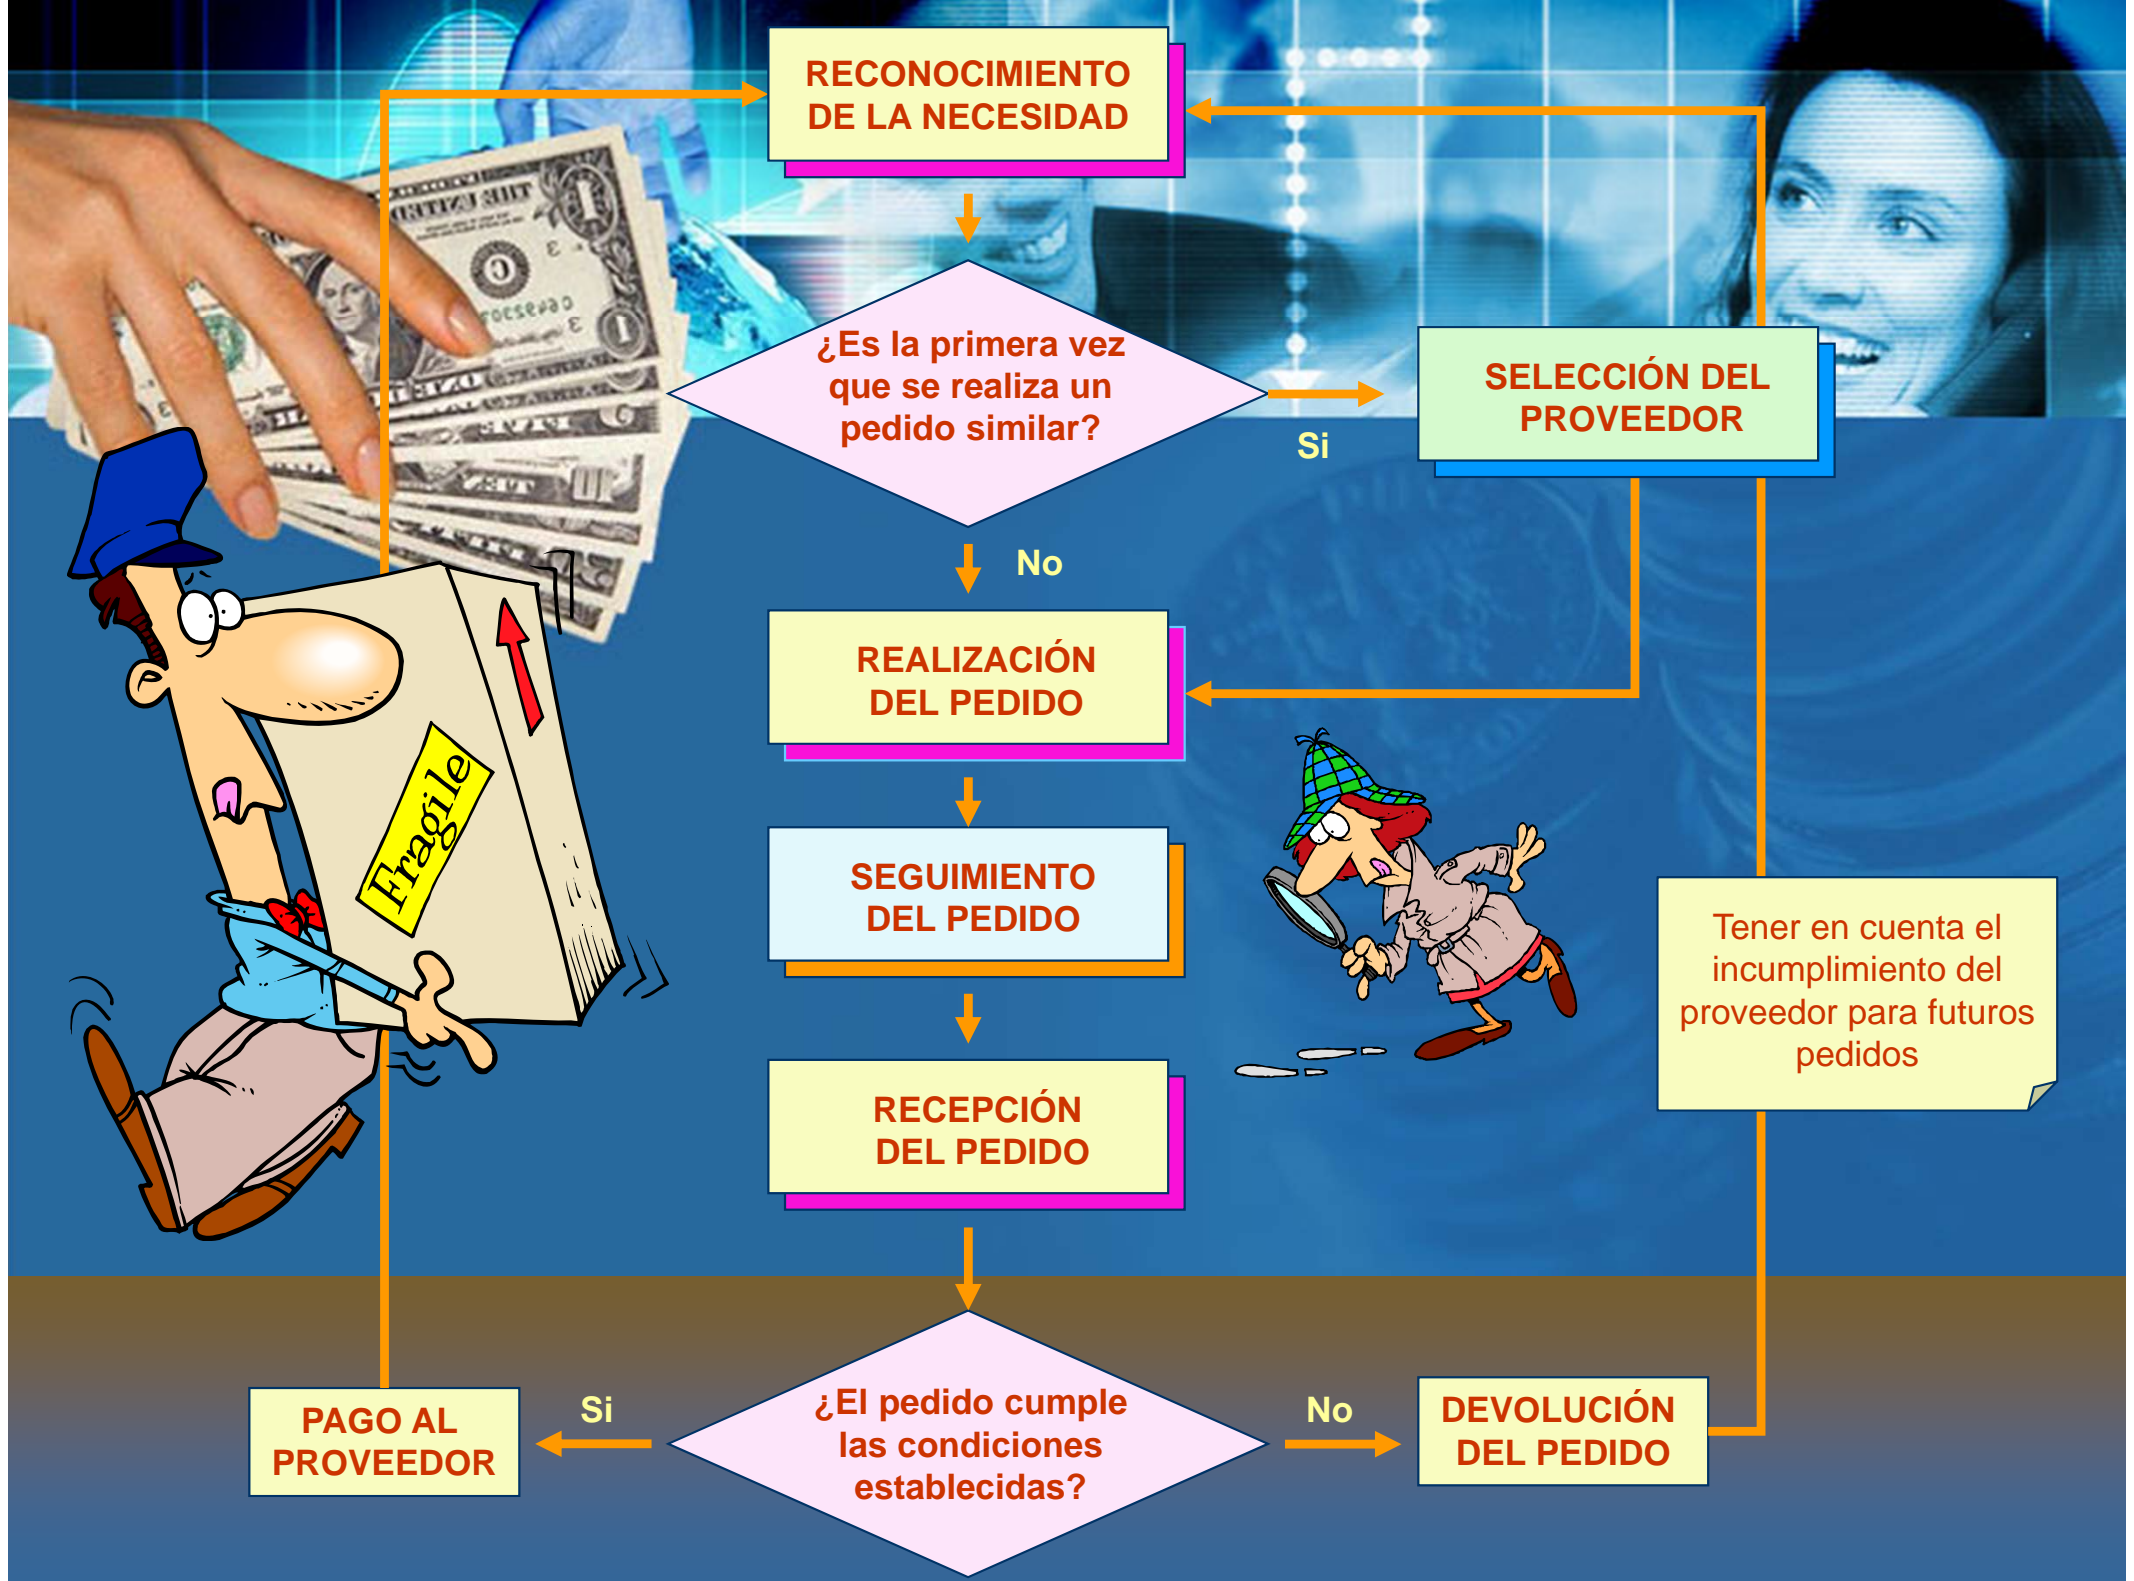 RECONOCIMIENTO
DE LA NECESIDAD
¿Es la primera vez
que se realiza un
pedido similar?
Si
SELECCIÓN DEL
PROVEEDOR
No
REALIZACIÓN
DEL PEDIDO
Fragile
SEGUIMIENTO
DEL PEDIDO
Tener en cuenta el
incumplimiento del
proveedor para futuros
pedidos
RECEPCIÓN
DEL PEDIDO
¿El pedido cumple
las condiciones
establecidas?
Si
PAGO AL
PROVEEDOR
No
DEVOLUCIÓN
DEL PEDIDO